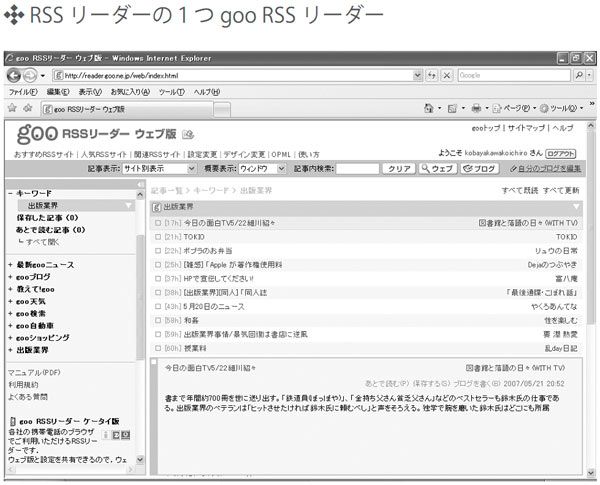 RSS リーダーの 1 つ goo RSS リーダー
goo RSSリーダー ウェブ版 - Windows Internet Explorer
http://reader.goo.ne.jp/web/index.html
Google
ファイル(F) 編集(E) 表示(V) お気に入り(A) ツール(T) ヘルプ(H)
goo RSSリーダー ウェブ版
ページ(P) ツール(O)
goo RSSリーダー ウェブ版
gooトップ | サイトマップ | ヘルプ
ようこそ kobayakawakoichiro さん ログアウト
おすすめRSSサイト | 人気RSSサイト | 関連RSSサイト | 設定変更 | デザイン変更 | OPML | 使い方
記事表示: サイト別表示 概要表示: ウィンドウ 記事内検索: クリア ウェブ ブログ 自分のブログを編集
- キーワード
出版業界
保存した記事 (0)
あとで読む記事 (0)
すべて開く
+ 最新gooニュース
+ gooブログ
+ 教えて!goo
+ goo天気
+ goo検索
+ goo自動車
+ gooショッピング
+ 出版業界
マニュアル(PDF)
利用規約
よくある質問
goo RSSリーダー ケータイ版
各社の携帯電話のブラウザ
でご利用いただけるRSSリ
ーダーです。
ウェブ版と設定を共有できるので、ウェ
記事一覧 > キーワード > 出版業界 すべて既読 すべて更新
出版業界
[17h] 今日の面白TV5/22細川紹々 図書館と落語の日々(WITH TV)
[21h] TOKIO TOKIO
[22h] ポプラのお弁当 リュウの日常
[25h] [雑感]「Apple が著作権使用料 Dejaのつぶやき
[37h] HPで宣伝してください! 富八庵
[38h] [出版業界][同人]「同人誌 「最後通牒・こぼれ話」
[43h] 5月20日のニュース やくろあんてな
[58h] 和各 性を楽しむ
[59h] 出版業界事情/景気回復は書店に逆風 要 港 熱愛
[60h] 授業料 乱day日記
今日の面白TV5/22細川紹々 図書館と落語の日々(WITH TV)
あとで読む(P) 保存する(S) ブログを書く(B) 2007/05/21 20:52
書まで年間約700冊を世に送り出す。「鉄道員(ぽっぽや)」、「金持ち父さん貧乏父さん」などのベストセラーも鈴木氏の仕事であ
る。出版業界のベテランは「ヒットさせたければ鈴木氏に頼むべし」と声をそろえる。独学で腕を磨いた鈴木氏はどこにも所属